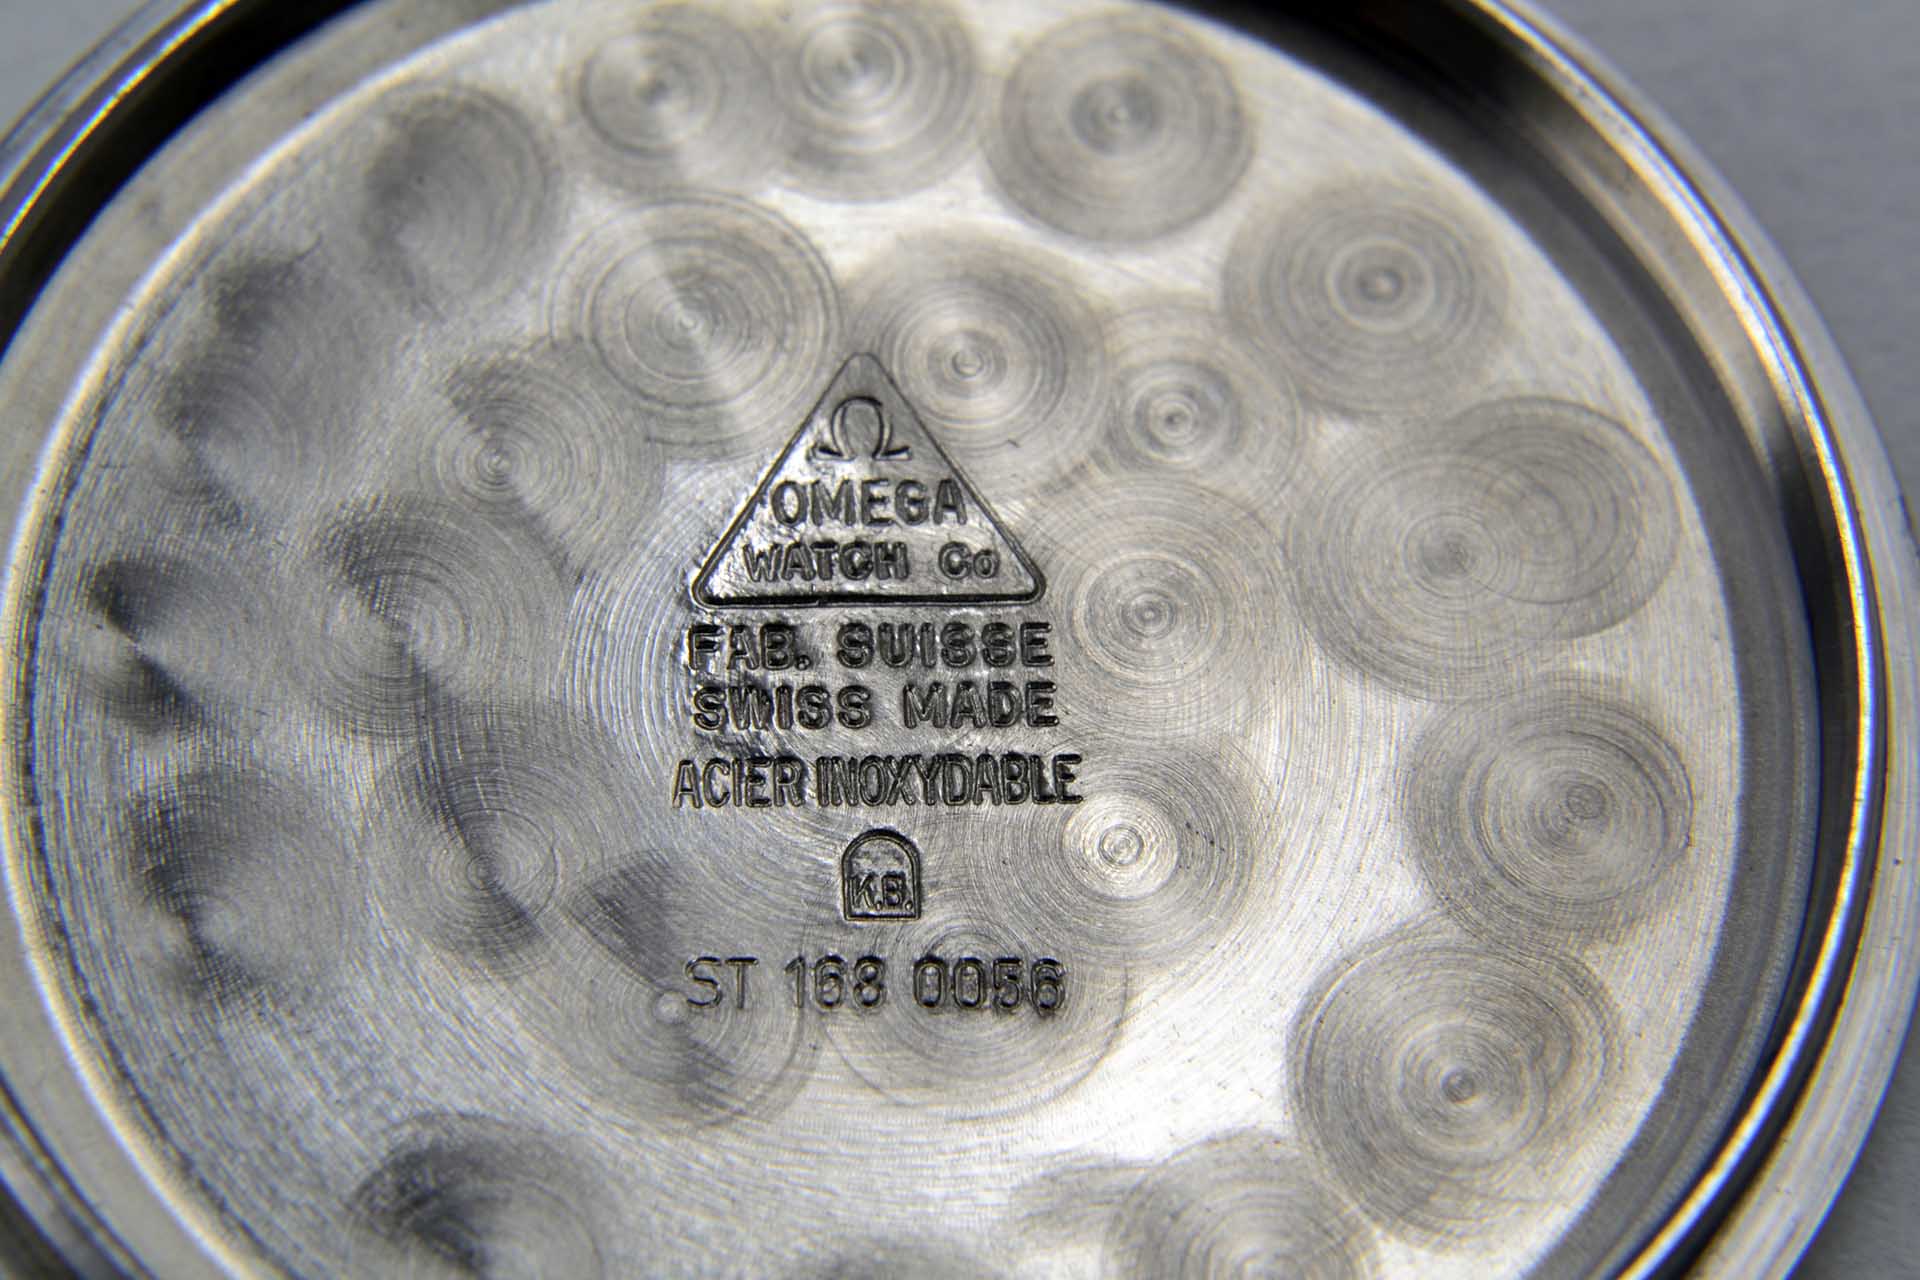 Ω
OMEGA
WATCH Co
FAB. SUISSE
SWISS MADE
ACIER INOXYDABLE
K.B.
ST 168 0056